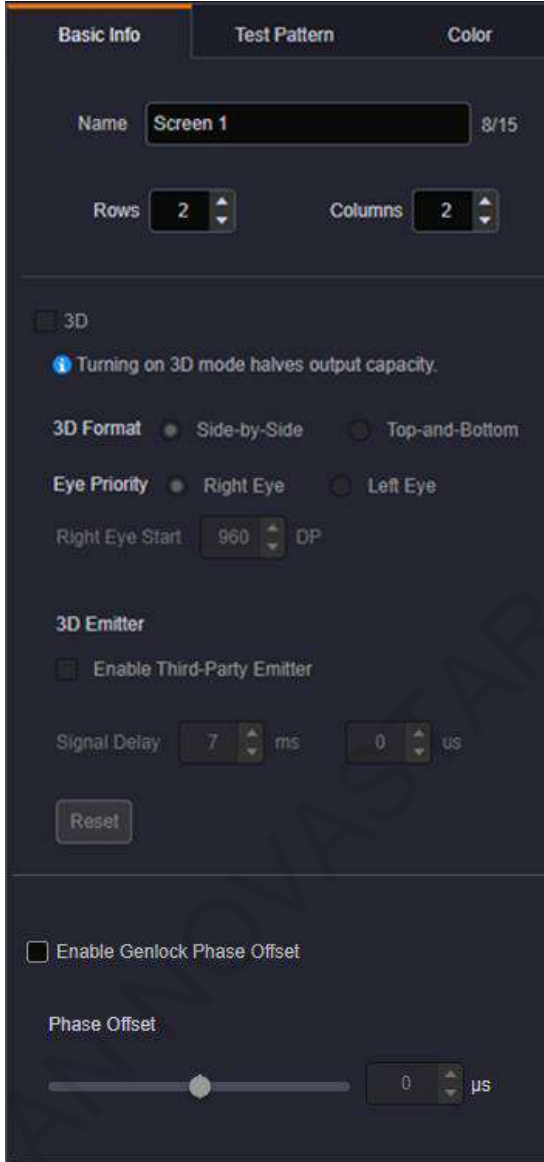 Basic Info Test Pattern Color
Name Screen 1 8/15
Rows 2 Columns 2
3D
Turning on 3D mode halves output capacity.
3D Format Side-by-Side Top-and-Bottom
Eye Priority Right Eye Left Eye
Right Eye Start 960 DP
3D Emitter
Enable Third-Party Emitter
Signal Delay 7 ms 0 us
Reset
Enable Genlock Phase Offset
Phase Offset
0 µs
AN NOVASTAR